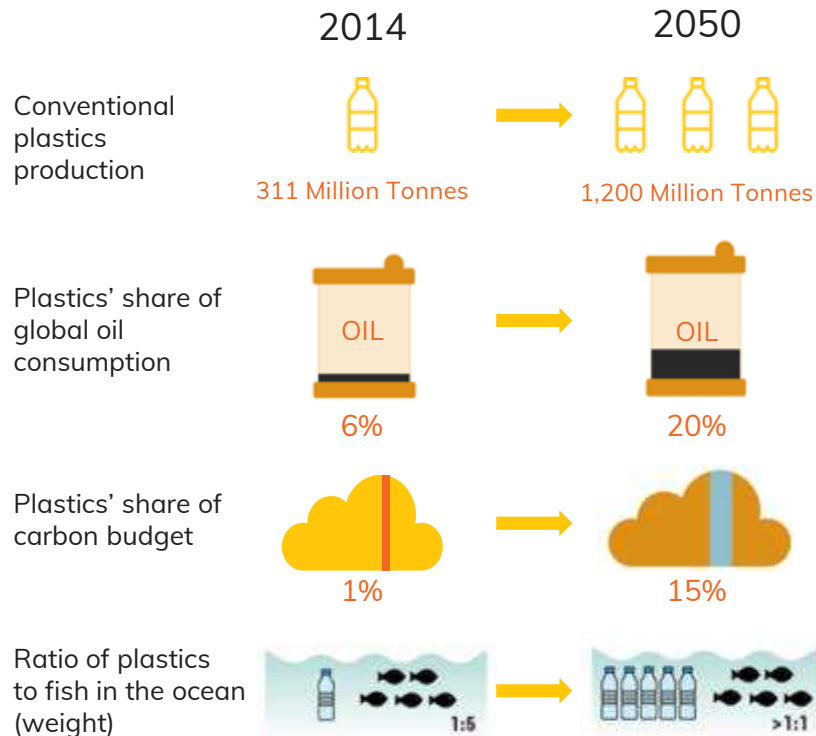 2014
2050
Conventional
plastics
production
311 Million Tonnes
1,200 Million Tonnes
Plastics’ share of
global oil
consumption
OIL
OIL
6%
20%
Plastics’ share of
carbon budget
1%
15%
Ratio of plastics
to fish in the ocean
(weight)
1:5
>1:1